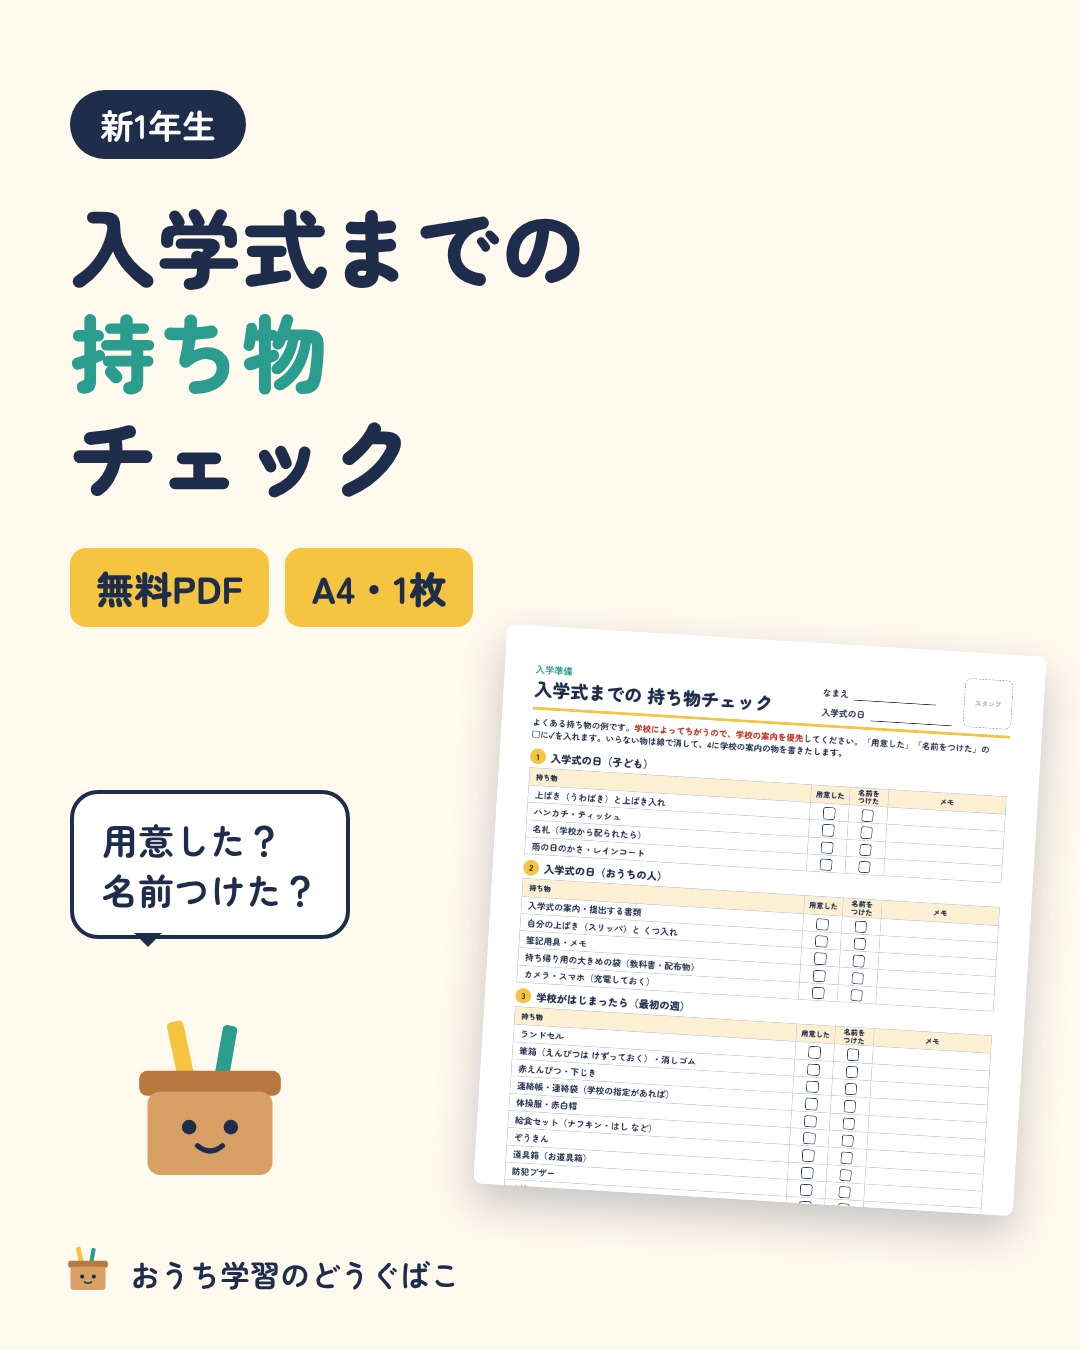 新1年生
入学式までの
持ち物
チェック
無料PDF
A4・1枚
用意した？
名前つけた？
入学準備
入学式までの 持ち物チェック
なまえ
入学式の日
スタンプ
よくある持ち物の例です。学校によってちがうので、学校の案内を優先してください。「用意した」「名前をつけた」の
□に✓を入れます。いらない物は線で消して、4に学校の案内の物を書きたします。
1 入学式の日（子ども）
持ち物 用意した 名前をつけた メモ
上ばき（うわばき）と上ばき入れ
ハンカチ・ティッシュ
名札（学校から配られたら）
雨の日のかさ・レインコート
2 入学式の日（おうちの人）
持ち物 用意した 名前をつけた メモ
入学式の案内・提出する書類
自分の上ばき（スリッパ）と くつ入れ
筆記用具・メモ
持ち帰り用の大きめの袋（教科書・配布物）
カメラ・スマホ（充電しておく）
3 学校がはじまったら（最初の週）
持ち物 用意した 名前をつけた メモ
ランドセル
筆箱（えんぴつは けずっておく）・消しゴム
赤えんぴつ・下じき
連絡帳・連絡袋（学校の指定があれば）
体操服・赤白帽
給食セット（ナフキン・はし など）
ぞうきん
道具箱（お道具箱）
防犯ブザー
おうち学習のどうぐばこ